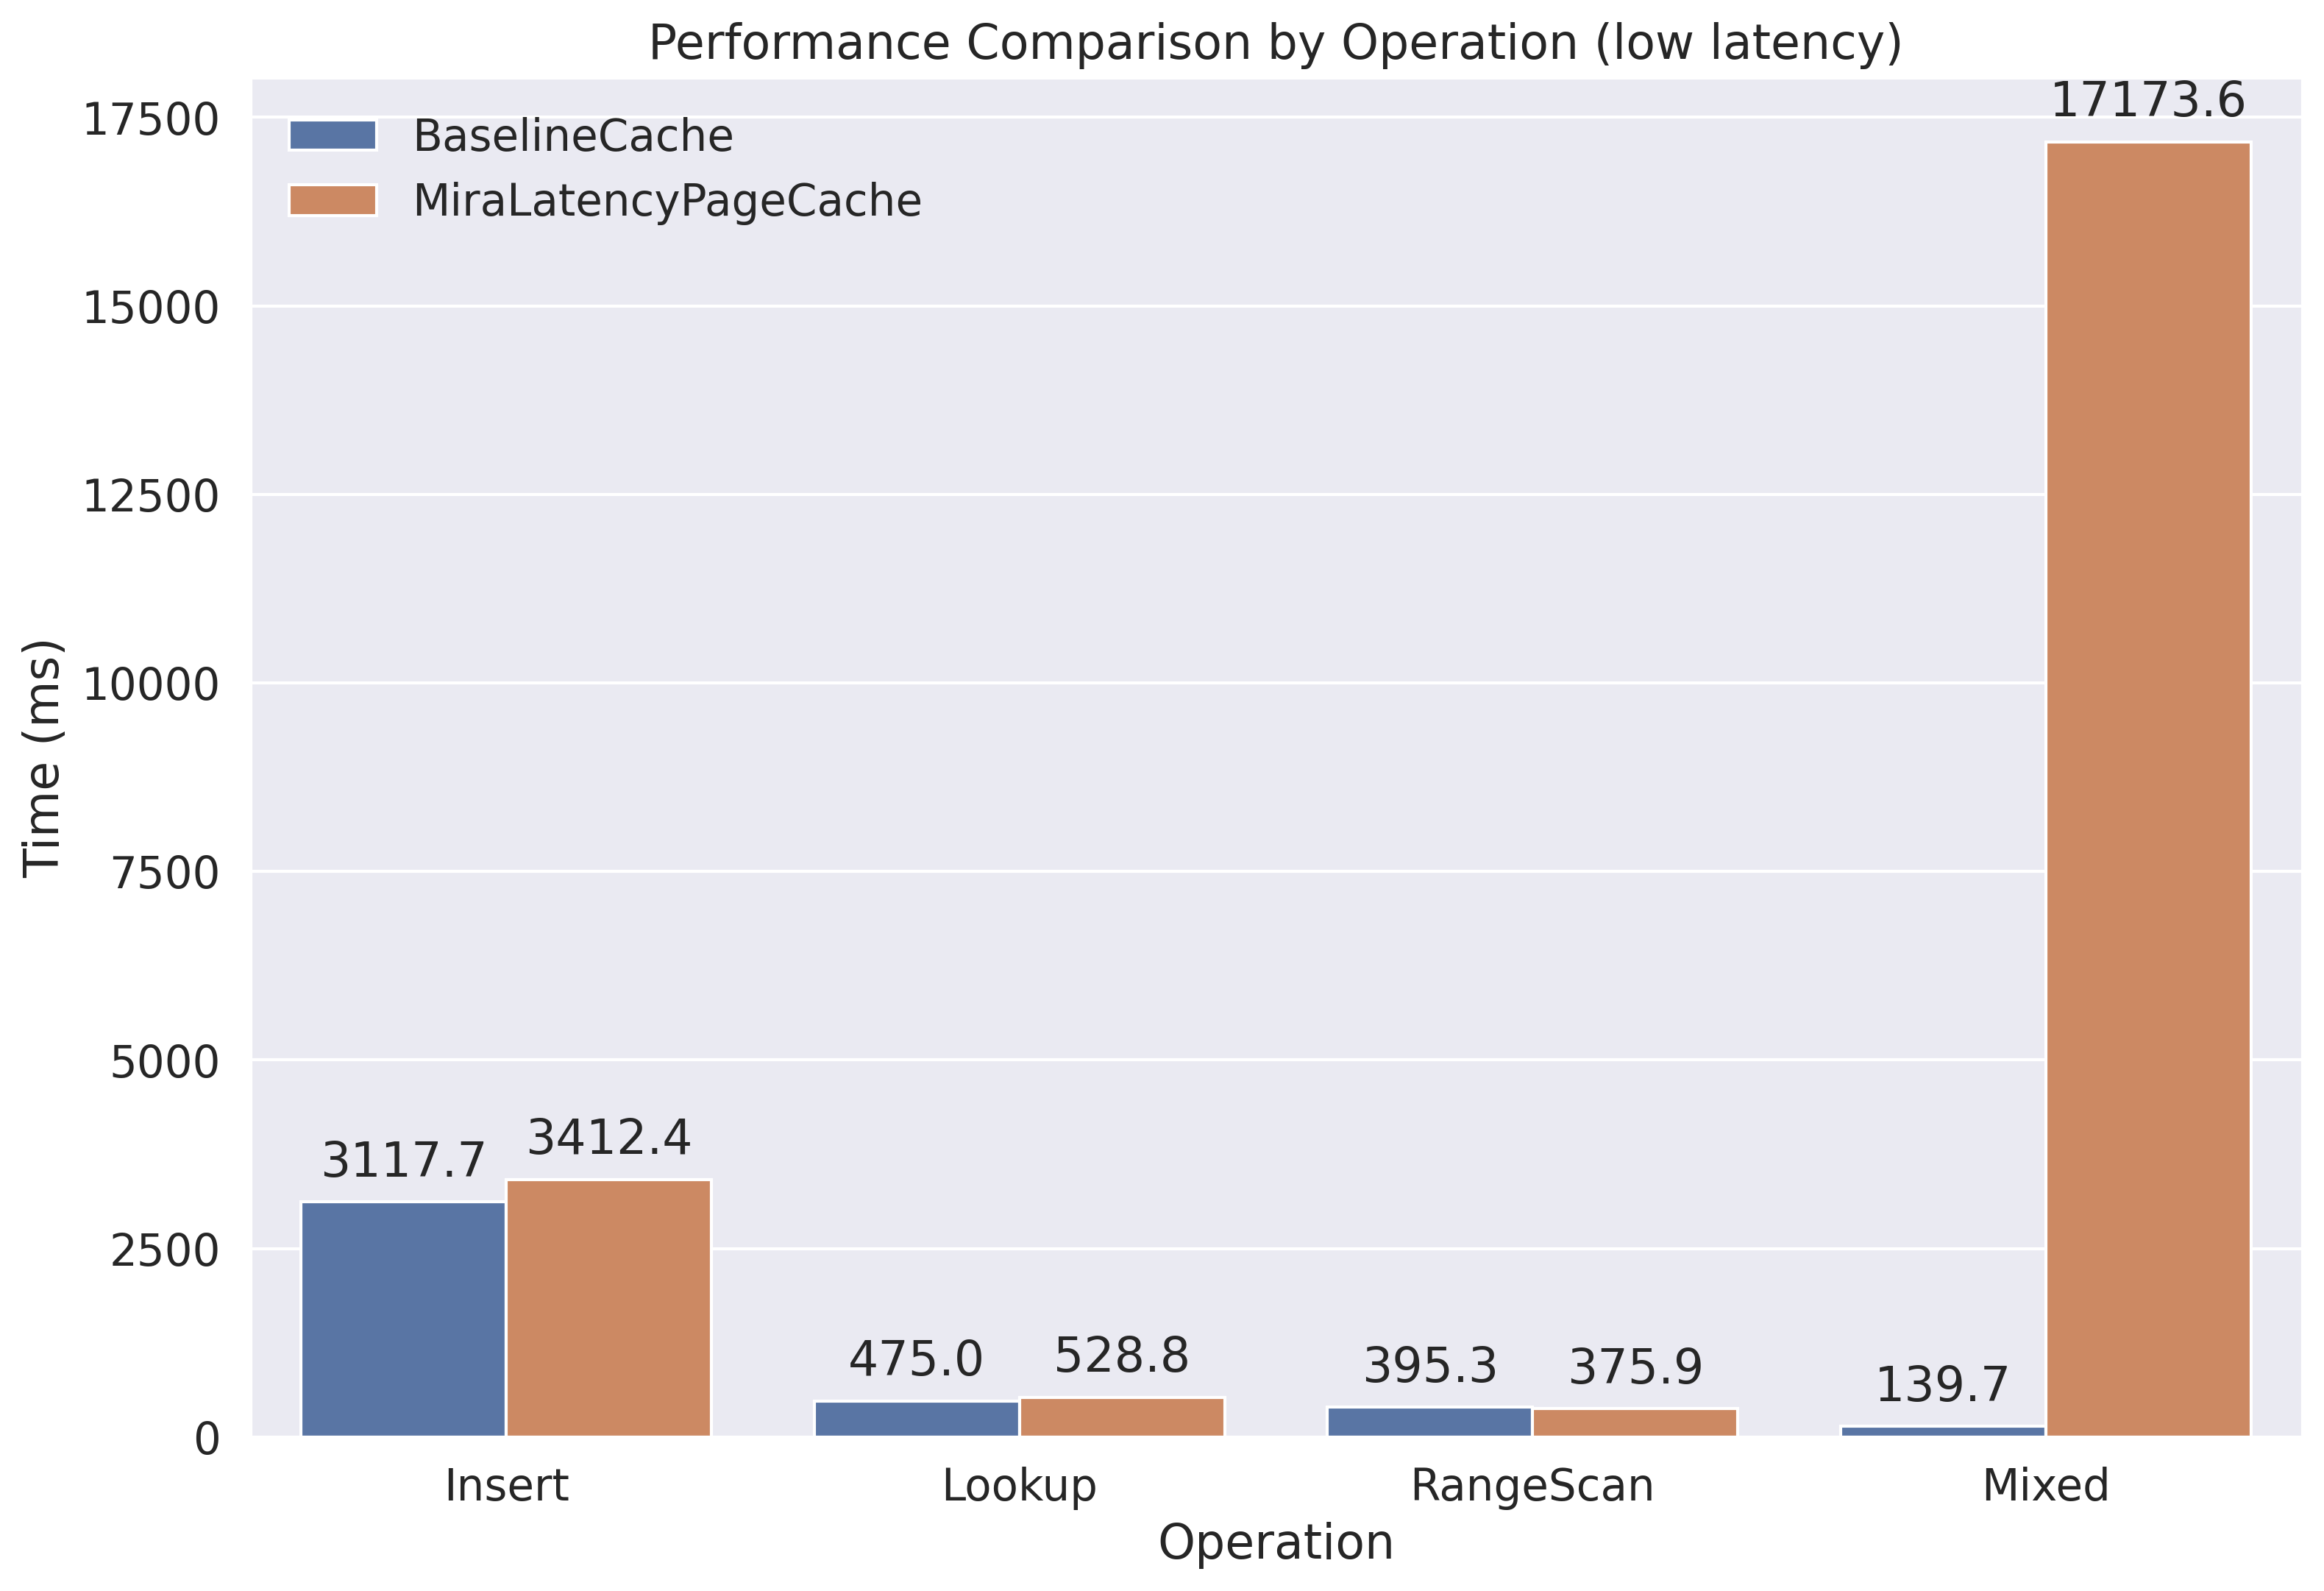 Performance Comparison by Operation (low latency)
17500
17173.6
BaselineCache
MiraLatencyPageCache
15000
12500
10000
Time (ms)
7500
5000
3117.7
3412.4
2500
475.0
528.8
395.3
375.9
139.7
0
Insert
Lookup
RangeScan
Mixed
Operation